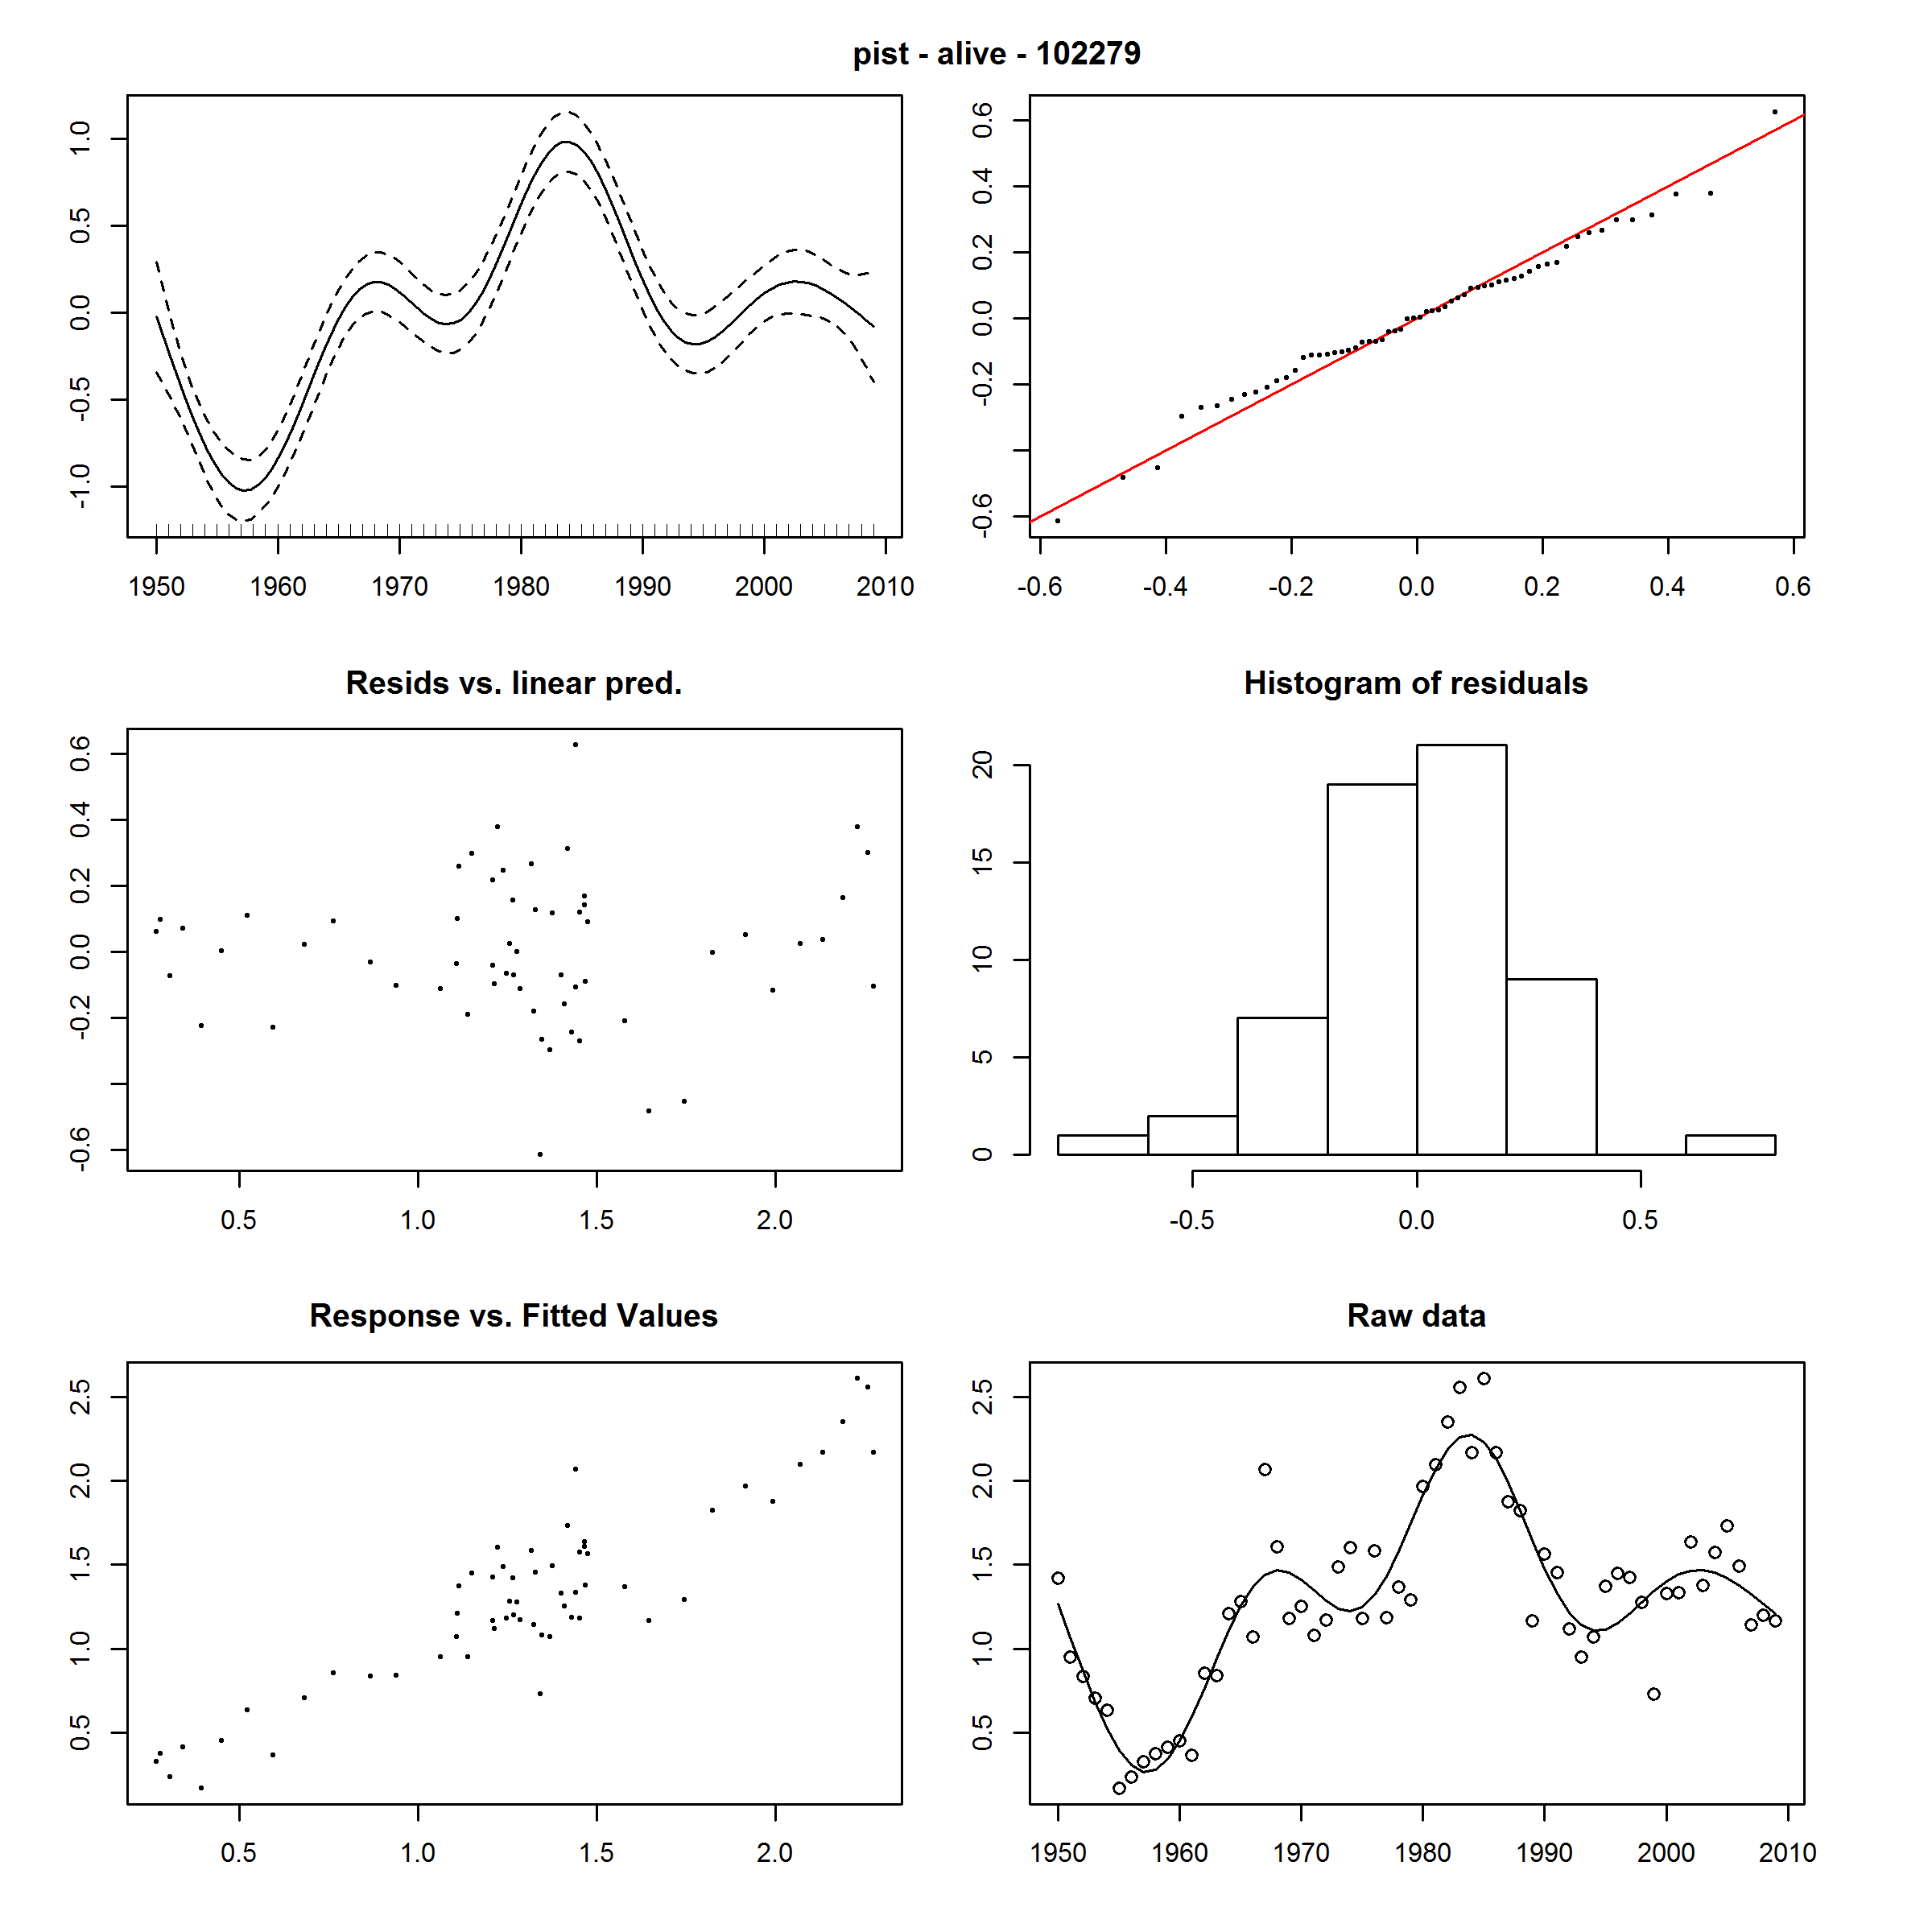 pist - alive - 102279
1.0
0.5
0.0
-0.5
-1.0
1950 1960 1970 1980 1990 2000 2010
0.6
0.4
0.2
0.0
-0.2
-0.6
-0.6 -0.4 -0.2 0.0 0.2 0.4 0.6
Resids vs. linear pred.
0.6
0.4
0.2
0.0
-0.2
-0.6
0.5 1.0 1.5 2.0
Histogram of residuals
20
15
10
5
0
-0.5 0.0 0.5
Response vs. Fitted Values
2.5
2.0
1.5
1.0
0.5
0.5 1.0 1.5 2.0
Raw data
2.5
2.0
1.5
1.0
0.5
1950 1960 1970 1980 1990 2000 2010